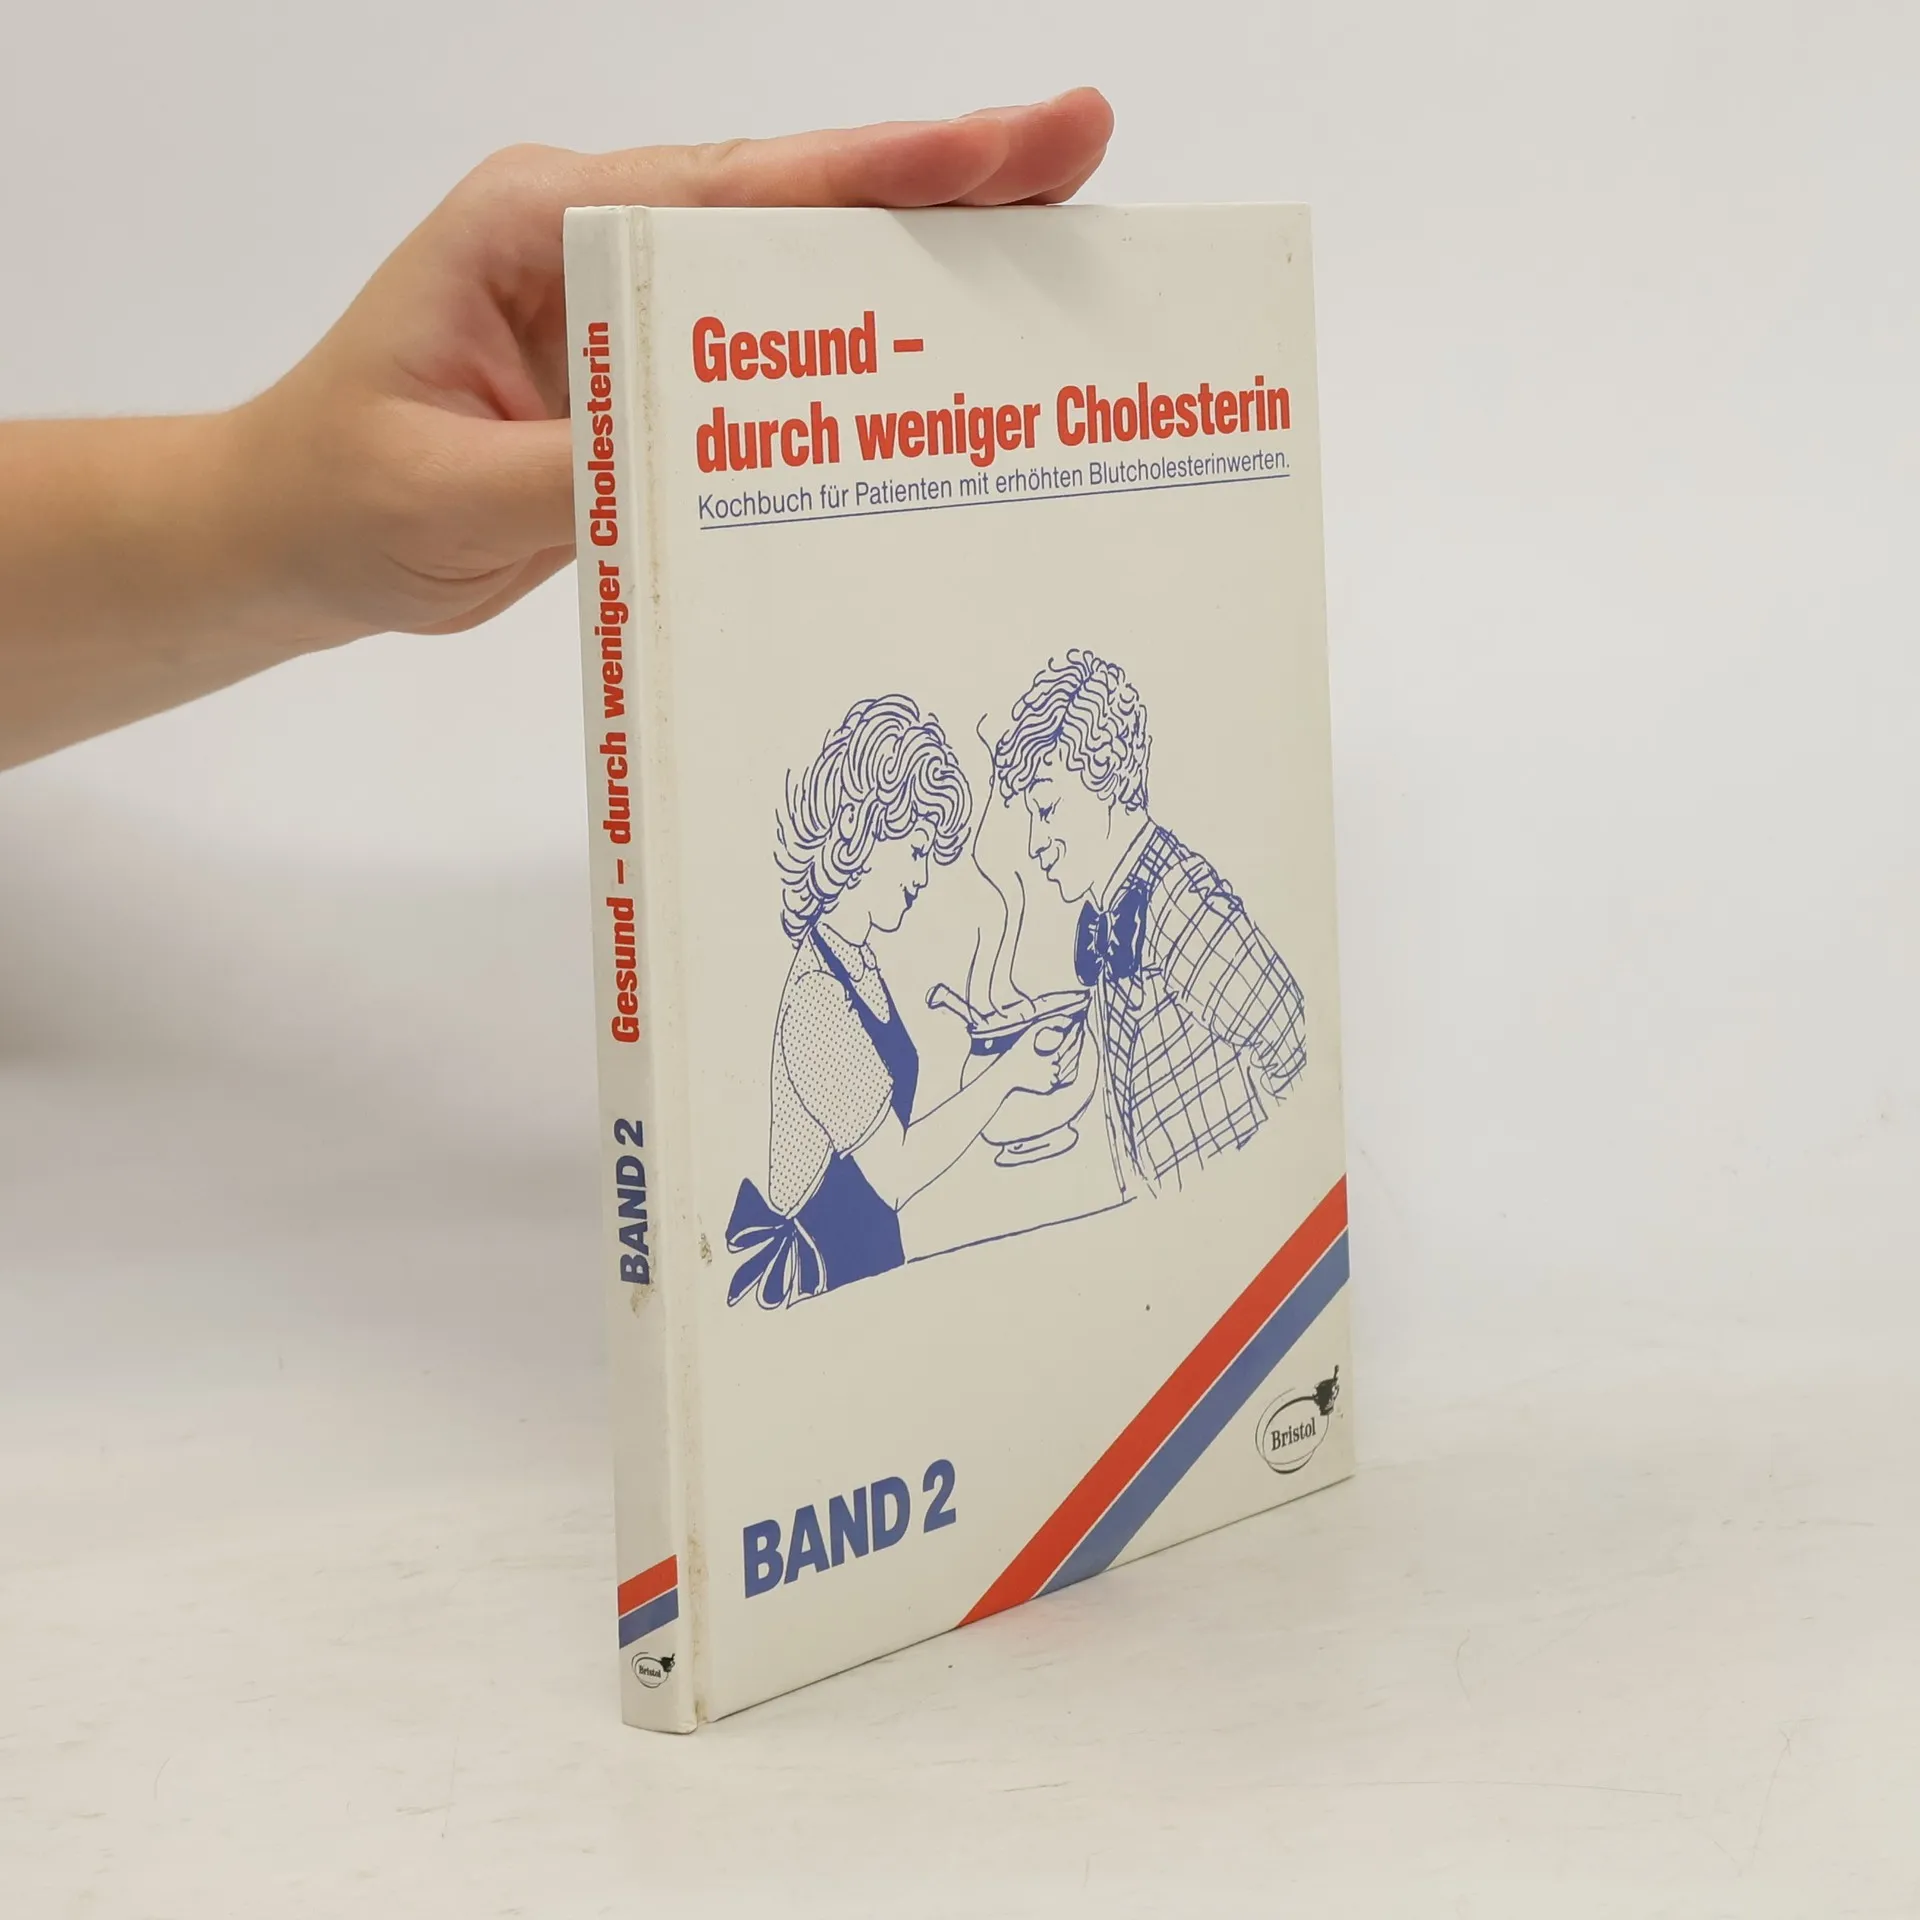 Gesund –
durch weniger Cholesterin
Kochbuch für Patienten mit erhöhten Blutcholesterinwerten.
BAND 2
Bristol
BAND 2 Gesund – durch weniger Cholesterin
Bristol